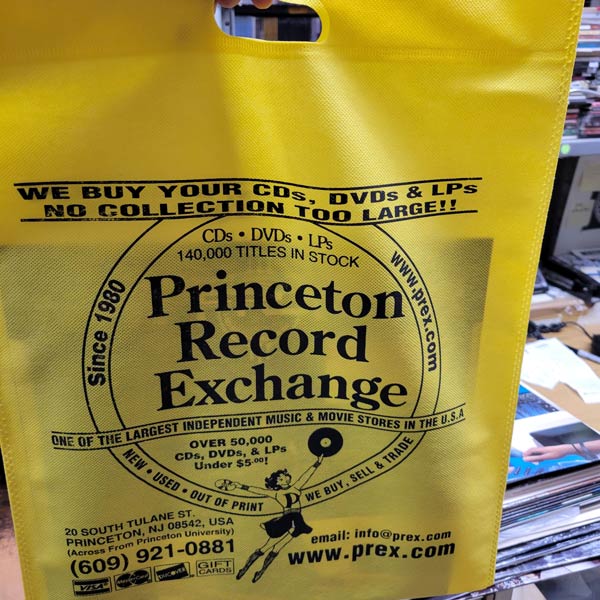 WE BUY YOUR CDs, DVDs & LPs
NO COLLECTION TOO LARGE!!
CDs • DVDs • LPs
140,000 TITLES IN STOCK
Since 1980
www.prex.com
Princeton
Record
Exchange
ONE OF THE LARGEST INDEPENDENT MUSIC & MOVIE STORES IN THE U.S.A
OVER 50,000
CDs, DVDs, & LPs
Under $5.00!
NEW • USED • OUT OF PRINT
WE BUY, SELL & TRADE
P
20 SOUTH TULANE ST.
PRINCETON, NJ 08542, USA
(Across From Princeton University)
(609) 921-0881
VISA
MasterCard
DISCOVER
GIFT
CARDS
email: info@prex.com
www.prex.com